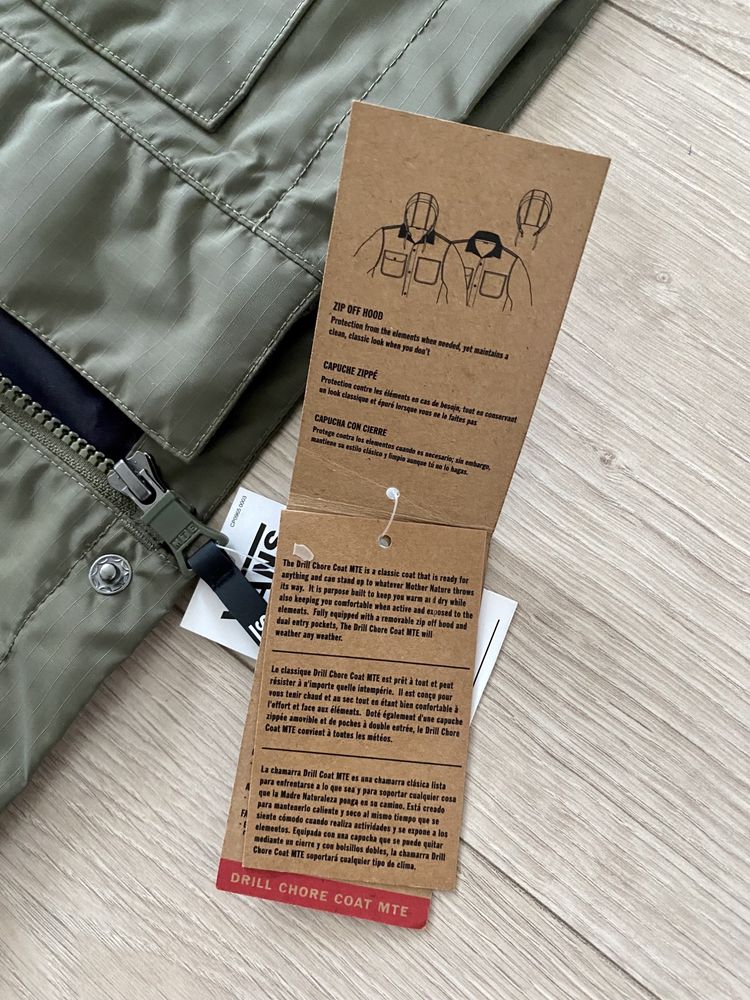 ZIP OFF HOOD
Protection from the elements when needed, yet maintains a
clean, classic look when you don't
CAPUCHE ZIPPÉ
Protection contre les éléments en cas de besoin, tout en conservant
un look classique et épuré lorsque vous ne le faites pas
CAPUCHA CON CIERRE
Protege contra los elementos cuando es necesario; sin embargo,
mantiene su estilo clásico y limpio aunque tú no lo hagas.
CP0965 0003
MTE
VANS
The Drill Chore Coat MTE is a classic coat that is ready for
anything and can stand up to whatever Mother Nature throws
its way. It is purpose built to keep you warm and dry while
also keeping you comfortable when active and exposed to the
elements. Fully equipped with a removable zip off hood and
dual entry pockets, The Drill Chore Coat MTE will
weather any weather.
Le classique Drill Chore Coat MTE est prêt à tout et peut
résister à n'importe quelle intempérie. Il est conçu pour
vous tenir chaud et au sec tout en étant bien confortable à
l'effort et face aux éléments. Doté également d'une capuche
zippée amovible et de poches à double entrée, le Drill Chore
Coat MTE convient à toutes les météos.
La chamarra Drill Coat MTE es una chamarra clásica lista
para enfrentarse a lo que sea y para soportar cualquier cosa
que la Madre Naturaleza ponga en su camino. Está creado
para mantenerlo caliente y seco al mismo tiempo que se
siente cómodo cuando realiza actividades y se expone a los
elementos. Equipada con una capucha que se puede quitar
mediante un cierre y con bolsillos dobles, la chamarra Drill
Chore Coat MTE soportará cualquier tipo de clima.
DRILL CHORE COAT MTE